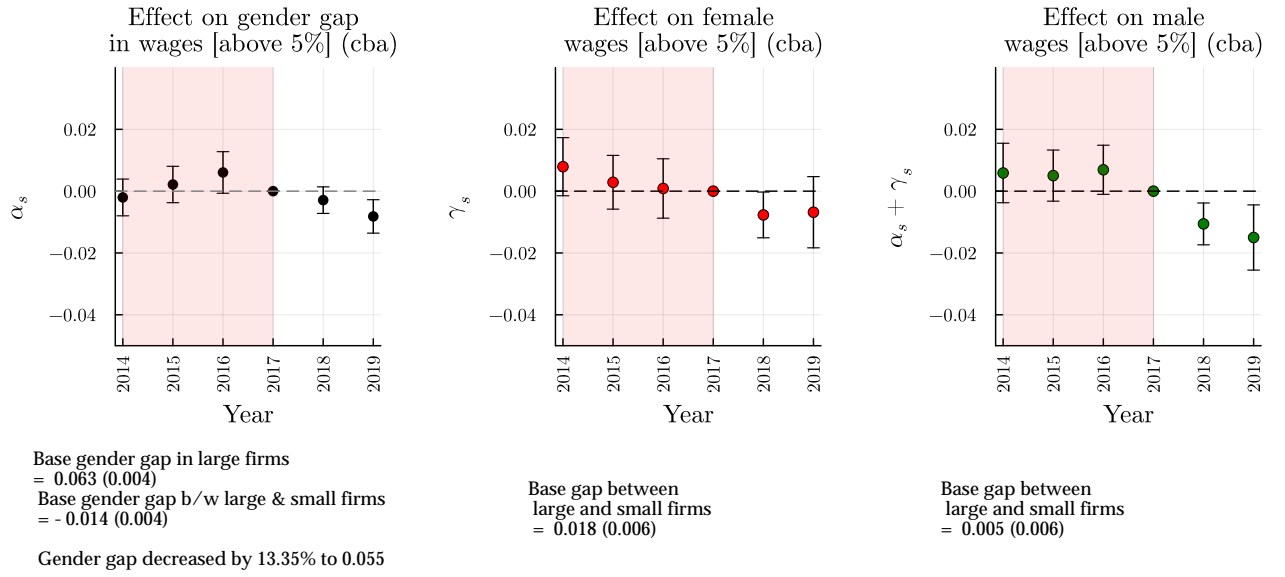 Effect on gender gap
in wages [above 5%] (cba)
0.02
0.00
−0.02
−0.04
α_s
2014
2015
2016
2017
2018
2019
Year
Effect on female
wages [above 5%] (cba)
0.02
0.00
−0.02
−0.04
γ_s
2014
2015
2016
2017
2018
2019
Year
Effect on male
wages [above 5%] (cba)
0.02
0.00
−0.02
−0.04
α_s + γ_s
2014
2015
2016
2017
2018
2019
Year
Base gender gap in large firms
= 0.063 (0.004)
Base gender gap b/w large & small firms
= - 0.014 (0.004)
Gender gap decreased by 13.35% to 0.055
Base gap between
large and small firms
= 0.018 (0.006)
Base gap between
large and small firms
= 0.005 (0.006)